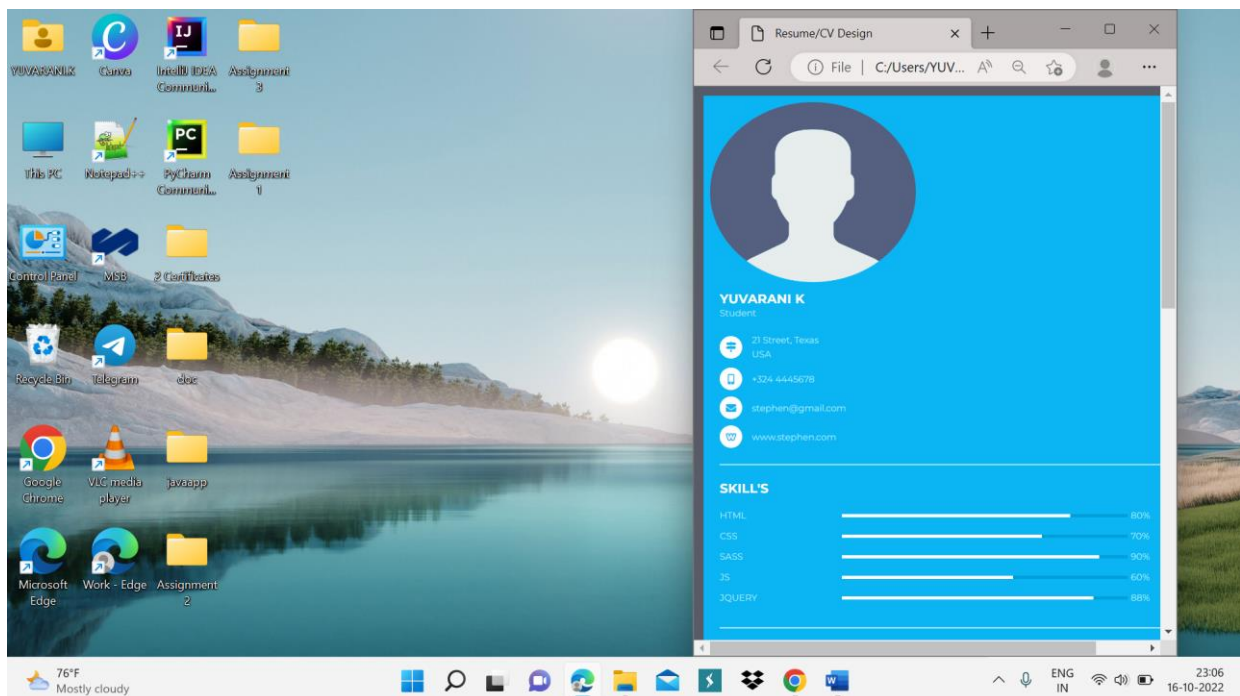 YUVARANI.K
Canva
IntelliJ IDEA
Communi...
Assignment
3
This PC
Notepad++
PyCharm
Communi...
Assignment
1
Control Panel
MSB
2 Certificates
Recycle Bin
Telegram
doc
Google
Chrome
VLC media
player
javaapp
Microsoft
Edge
Work - Edge
Assignment
2
IJ
PC
Resume/CV Design
File | C:/Users/YUV...
YUVARANI K
Student
21 Street, Texas
USA
+324 4445678
stephen@gmail.com
www.stephen.com
SKILL'S
HTML 80%
CSS 70%
SASS 90%
JS 60%
JQUERY 88%
76°F
Mostly cloudy
ENG
IN
23:06
16-10-2022